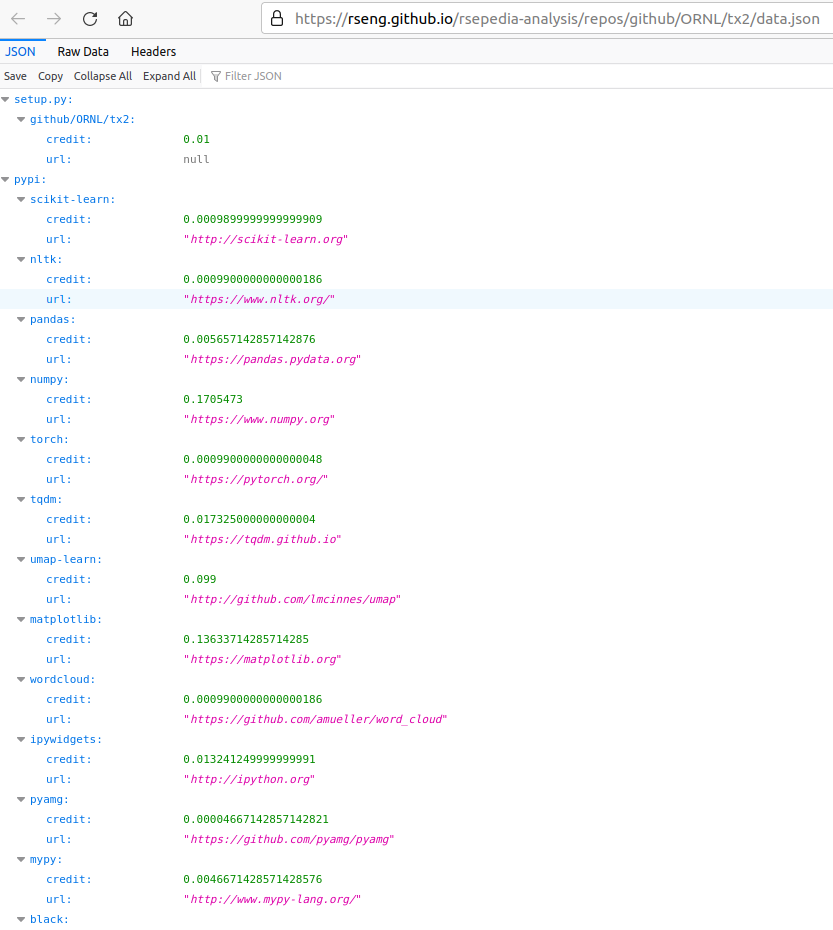 https://rseng.github.io/rsepedia-analysis/repos/github/ORNL/tx2/data.json
JSON Raw Data Headers
Save Copy Collapse All Expand All Filter JSON
setup.py:
github/ORNL/tx2:
credit: 0.01
url: null
pypi:
scikit-learn:
credit: 0.0009899999999999909
url: "http://scikit-learn.org"
nltk:
credit: 0.0009900000000000186
url: "https://www.nltk.org/"
pandas:
credit: 0.005657142857142876
url: "https://pandas.pydata.org"
numpy:
credit: 0.1705473
url: "https://www.numpy.org"
torch:
credit: 0.0009900000000000048
url: "https://pytorch.org/"
tqdm:
credit: 0.017325000000000004
url: "https://tqdm.github.io"
umap-learn:
credit: 0.099
url: "http://github.com/lmcinnes/umap"
matplotlib:
credit: 0.13633714285714285
url: "https://matplotlib.org"
wordcloud:
credit: 0.0009900000000000186
url: "https://github.com/amueller/word_cloud"
ipywidgets:
credit: 0.013241249999999991
url: "http://ipython.org"
pyamg:
credit: 0.00004667142857142821
url: "https://github.com/pyamg/pyamg"
mypy:
credit: 0.0046671428571428576
url: "http://www.mypy-lang.org/"
black: